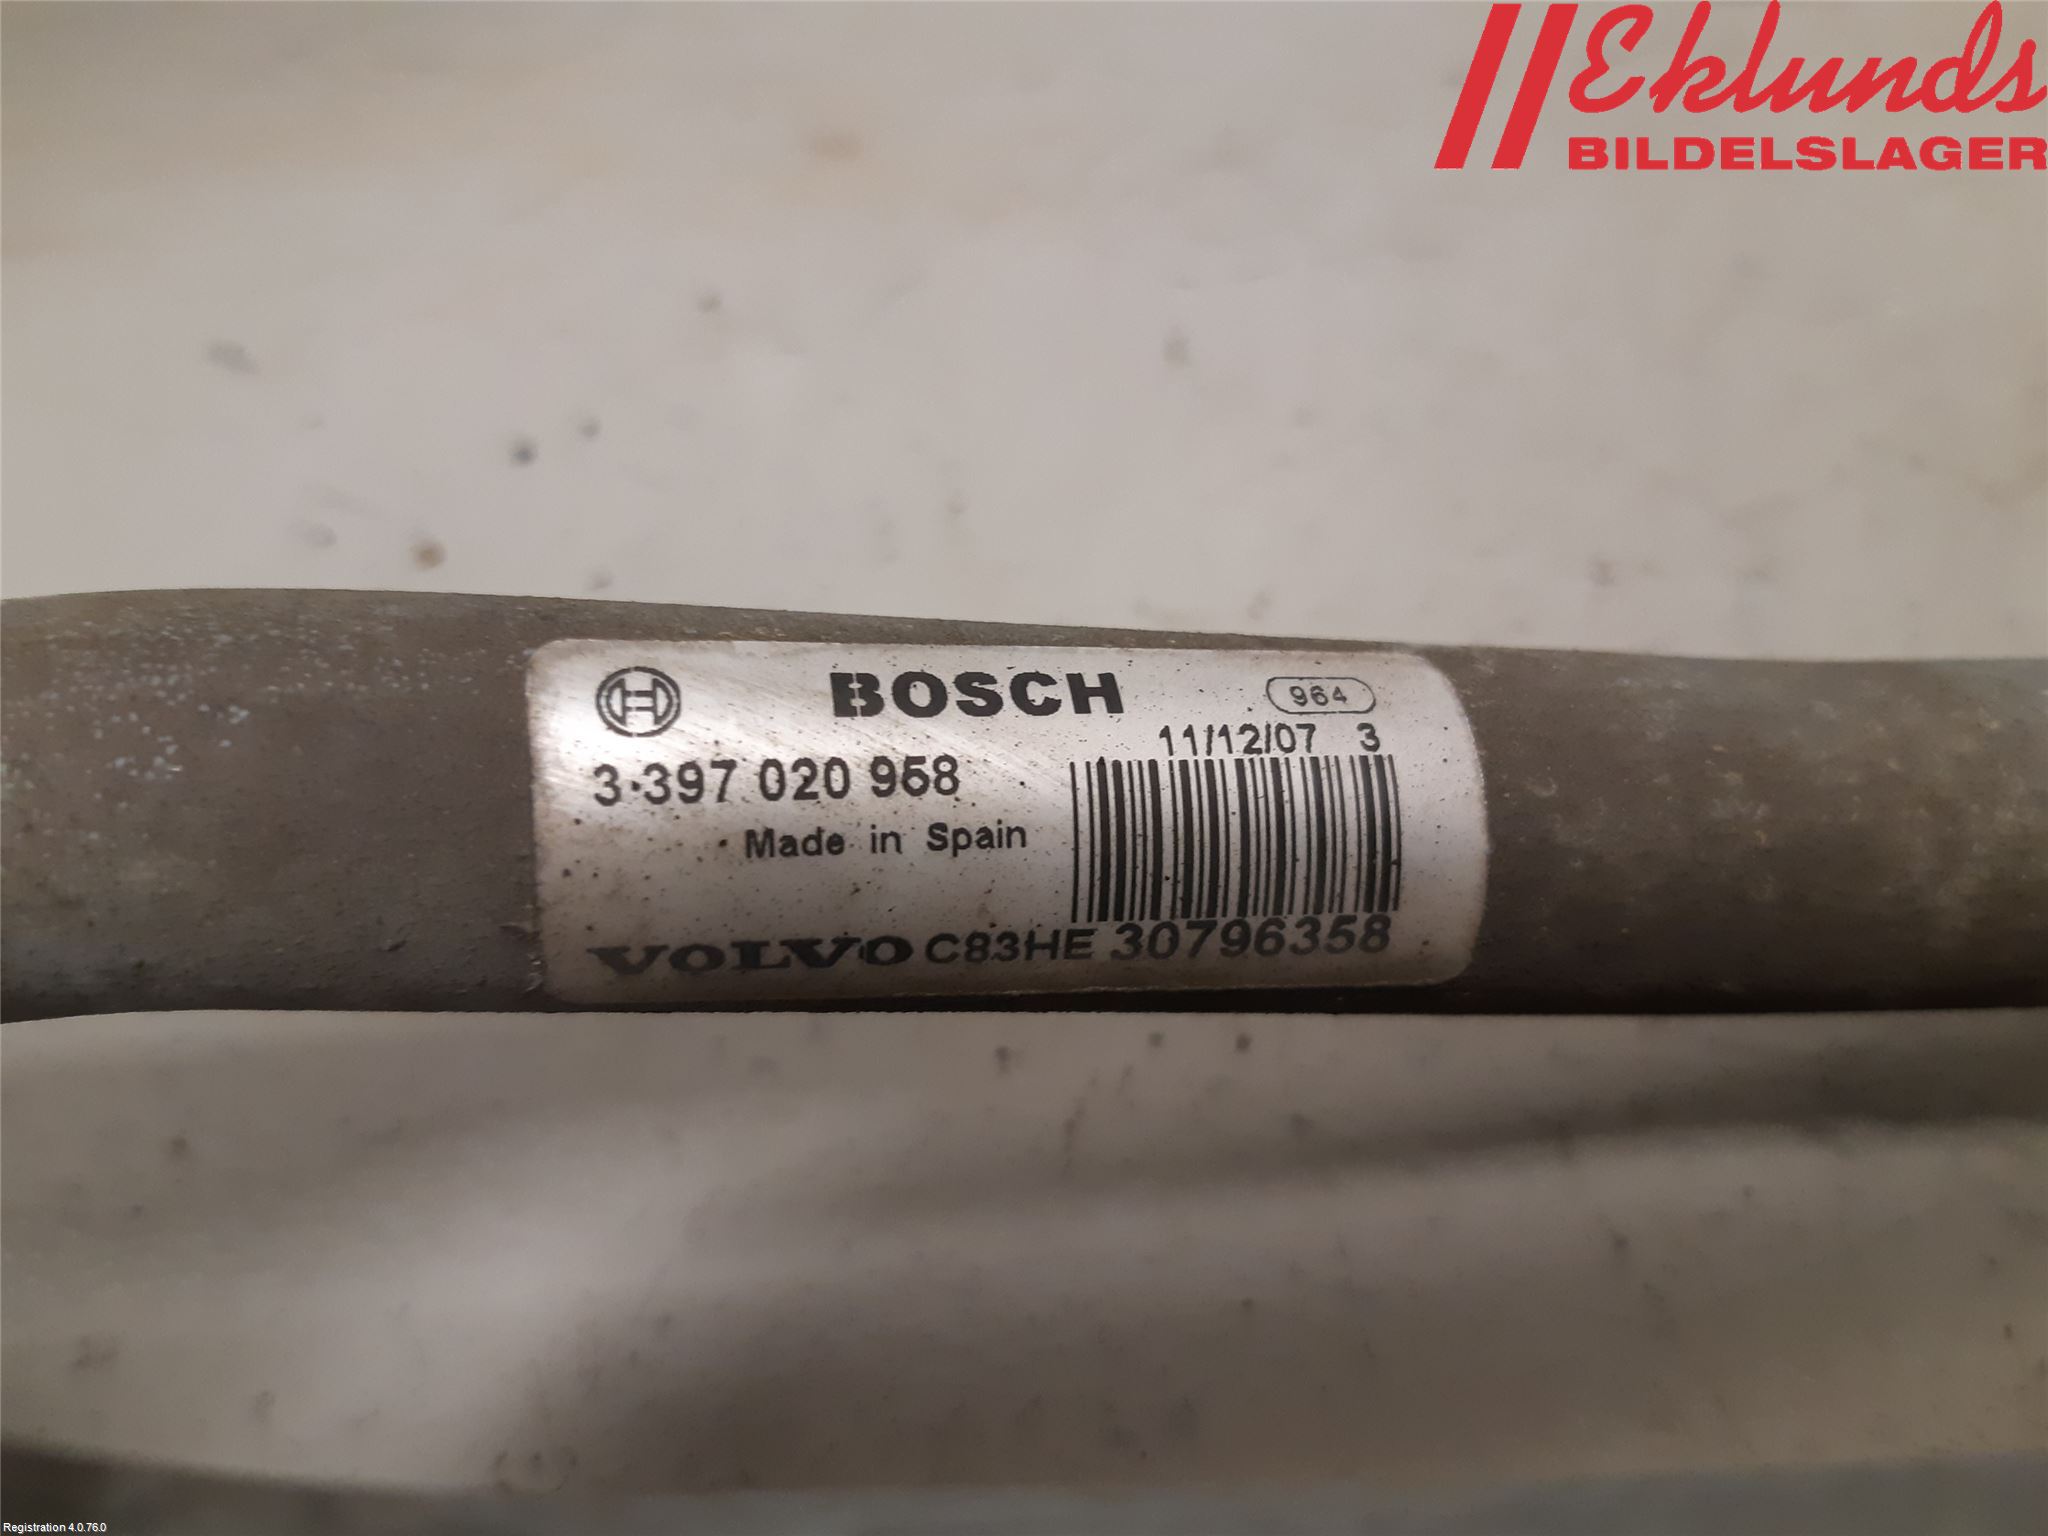 Eklunds
BILDELSLAGER
BOSCH 964
11/12/07 3
3 397 020 958
Made in Spain
VOLVO C83HE 30796358
Registration 4.0.76.0